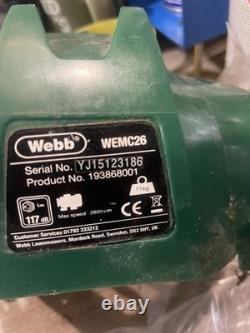 Webb WEMC26
Serial No. YJ15123186
Product No. 193868001
117 dB
11kg
Max speed : 2800rpm
Customer Services 01793 333212
Webb Lawnmowers, Murdock Road, Swindon, SN3 5HY, UK.